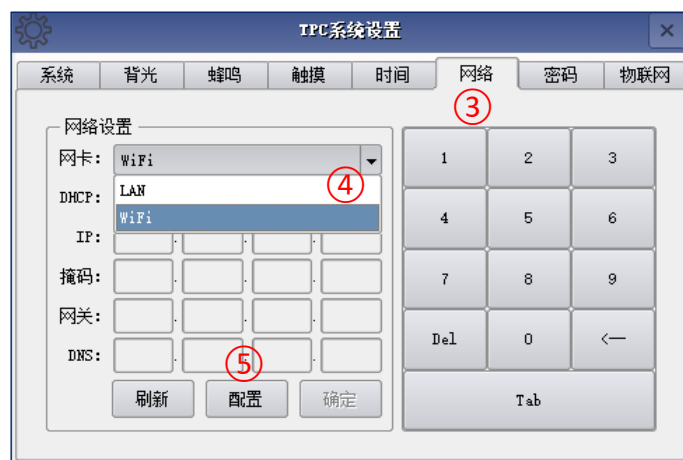 TPC系统设置
系统 背光 蜂鸣 触摸 时间 网络 密码 物联网
③
网络设置
网卡: WiFi
④
DHCP: LAN
WiFi
IP: . . .
掩码: . . .
网关: . . .
DNS: . . .
⑤
刷新 配置 确定
1 2 3
4 5 6
7 8 9
Del 0 <—
Tab